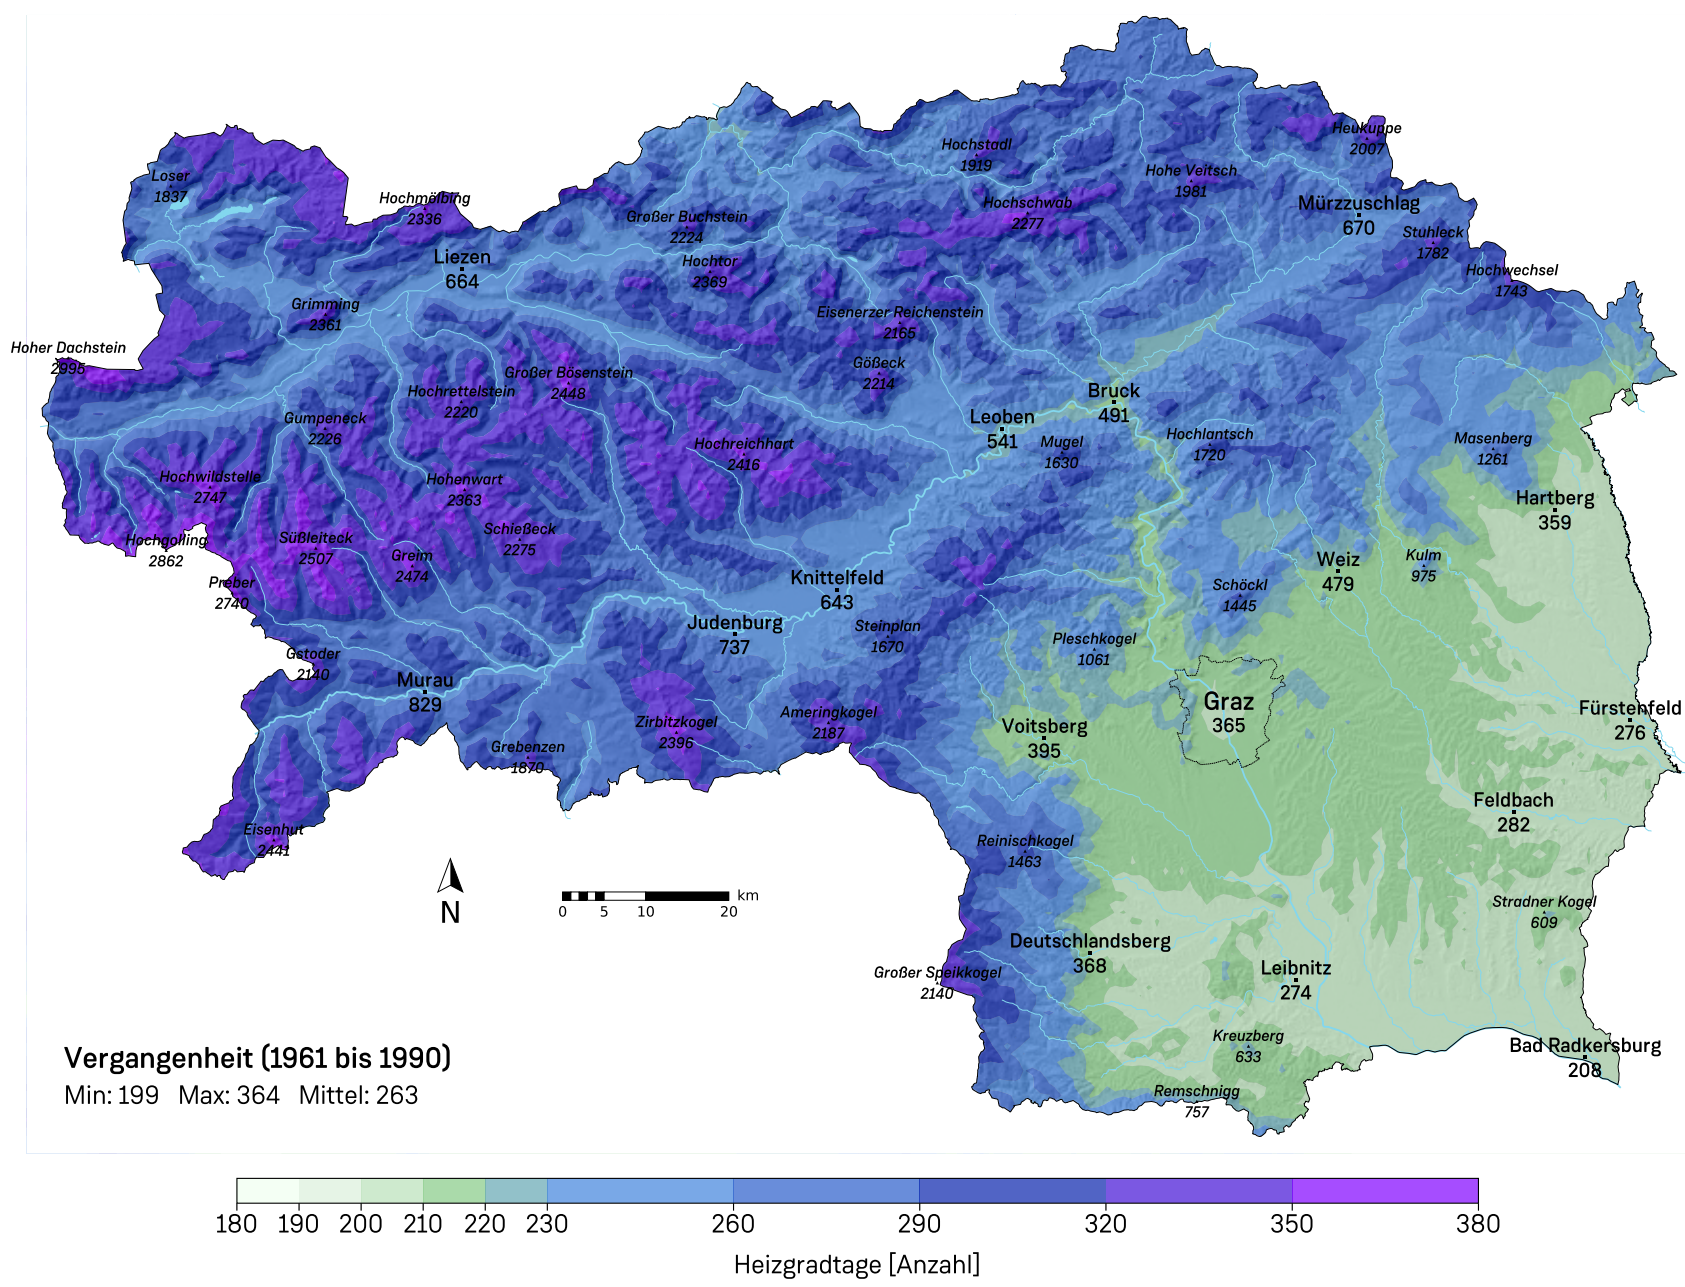 Heukuppe
2007
Hochstadl
1919
Hohe Veitsch
1981
Loser
1837
Hochmölbing
2336
Hochschwab
2277
Mürzzuschlag
670
Großer Buchstein
2224
Stuhleck
1782
Liezen
664
Hochtor
2369
Hochwechsel
1743
Grimming
2361
Eisenerzer Reichenstein
2165
Hoher Dachstein
2995
Gößeck
2214
Großer Bösenstein
2448
Hochrettelstein
2220
Bruck
491
Gumpeneck
2226
Leoben
541
Hochlantsch
1720
Mugel
1630
Hochreichhart
2416
Masenberg
1261
Hochwildstelle
2747
Hohenwart
2363
Hartberg
359
Schießeck
2275
Hochgolling
2862
Süßleiteck
2507
Greim
2474
Weiz
479
Kulm
975
Preber
2740
Knittelfeld
643
Schöckl
1445
Judenburg
737
Steinplan
1670
Pleschkogel
1061
Gstoder
2140
Murau
829
Graz
365
Fürstenfeld
276
Zirbitzkogel
2396
Ameringkogel
2187
Voitsberg
395
Grebenzen
1870
Feldbach
282
Eisenhut
2441
Reinischkogel
1463
N
km
0 5 10 20
Stradner Kogel
609
Deutschlandsberg
368
Großer Speikkogel
2140
Leibnitz
274
Kreuzberg
633
Bad Radkersburg
208
Remschnigg
757
Vergangenheit (1961 bis 1990)
Min: 199 Max: 364 Mittel: 263
180 190 200 210 220 230 260 290 320 350 380
Heizgradtage [Anzahl]